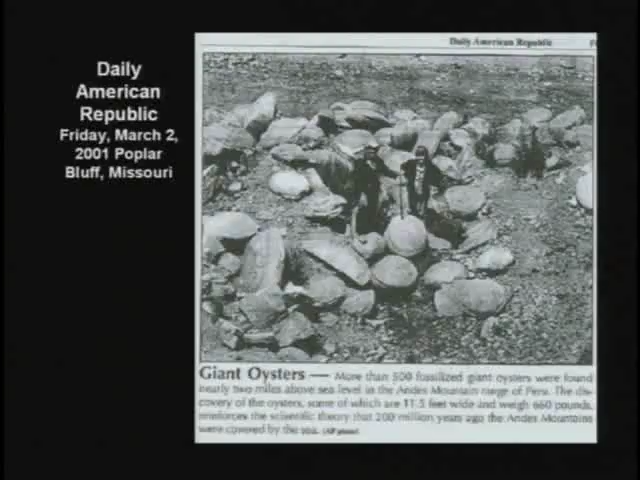 Daily
American
Republic
Friday, March 2,
2001 Poplar
Bluff, Missouri
Daily American Republic
Giant Oysters — More than 500 fossilized giant oysters were found
nearly two miles above sea level in the Andes Mountain range of Peru. The dis-
covery of the oysters, some of which are 11.5 feet wide and weigh 660 pounds,
reinforces the scientific theory that 200 million years ago the Andes Mountains
were covered by the sea. (AP photo)